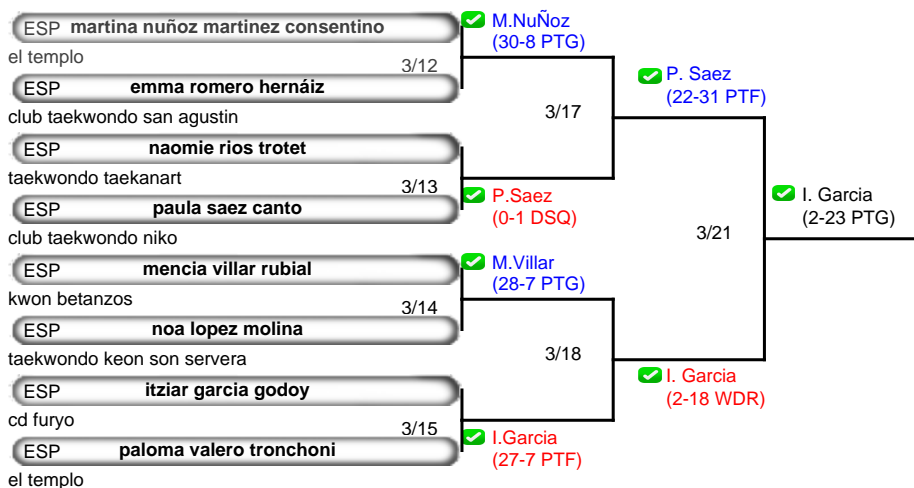 ESP martina nuñoz martinez consentino
el templo
3/12
ESP emma romero hernáiz
club taekwondo san agustin
ESP naomie rios trotet
taekwondo taekanart
3/13
ESP paula saez canto
club taekwondo niko
ESP mencia villar rubial
kwon betanzos
3/14
ESP noa lopez molina
taekwondo keon son servera
ESP itziar garcia godoy
cd furyo
3/15
ESP paloma valero tronchoni
el templo
M.NuÑoz
(30-8 PTG)
3/17
P.Saez
(0-1 DSQ)
M.Villar
(28-7 PTG)
3/18
I.Garcia
(27-7 PTF)
P. Saez
(22-31 PTF)
3/21
I. Garcia
(2-18 WDR)
I. Garcia
(2-23 PTG)